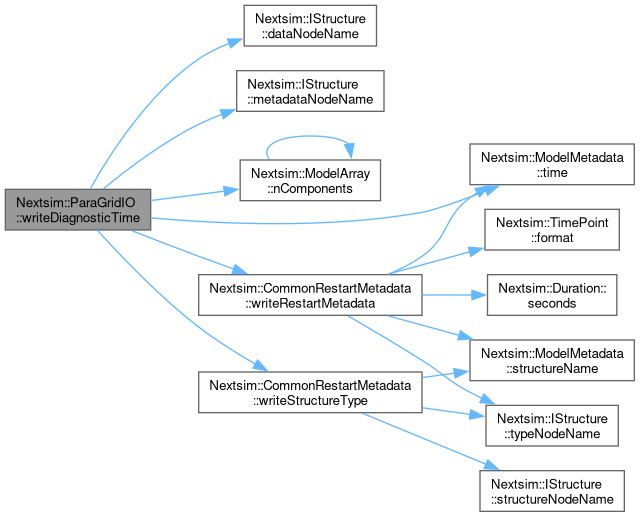 Nextsim::ParaGridIO
::writeDiagnosticTime
Nextsim::IStructure
::dataNodeName
Nextsim::IStructure
::metadataNodeName
Nextsim::ModelArray
::nComponents
Nextsim::CommonRestartMetadata
::writeRestartMetadata
Nextsim::CommonRestartMetadata
::writeStructureType
Nextsim::ModelMetadata
::time
Nextsim::TimePoint
::format
Nextsim::Duration::
seconds
Nextsim::ModelMetadata
::structureName
Nextsim::IStructure
::typeNodeName
Nextsim::IStructure
::structureNodeName